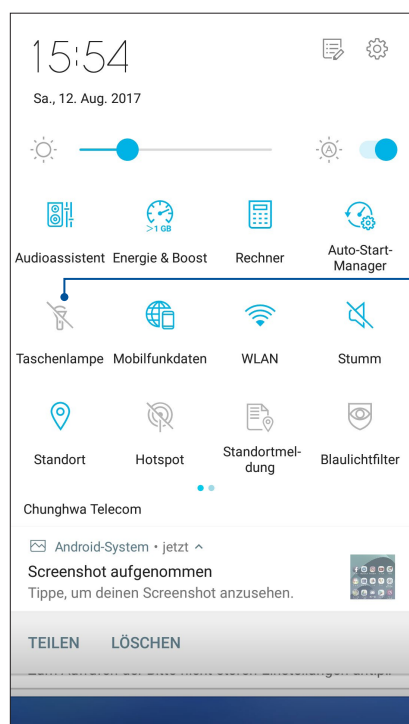 15:54
Sa., 12. Aug. 2017
A
>1 GB
Audioassistent Energie & Boost Rechner Auto-Start-
Manager
Taschenlampe Mobilfunkdaten WLAN Stumm
Standort Hotspot Standortmel-
dung Blaulichtfilter
Chunghwa Telecom
Android-System • jetzt
Screenshot aufgenommen
Tippe, um deinen Screenshot anzusehen.
TEILEN LÖSCHEN